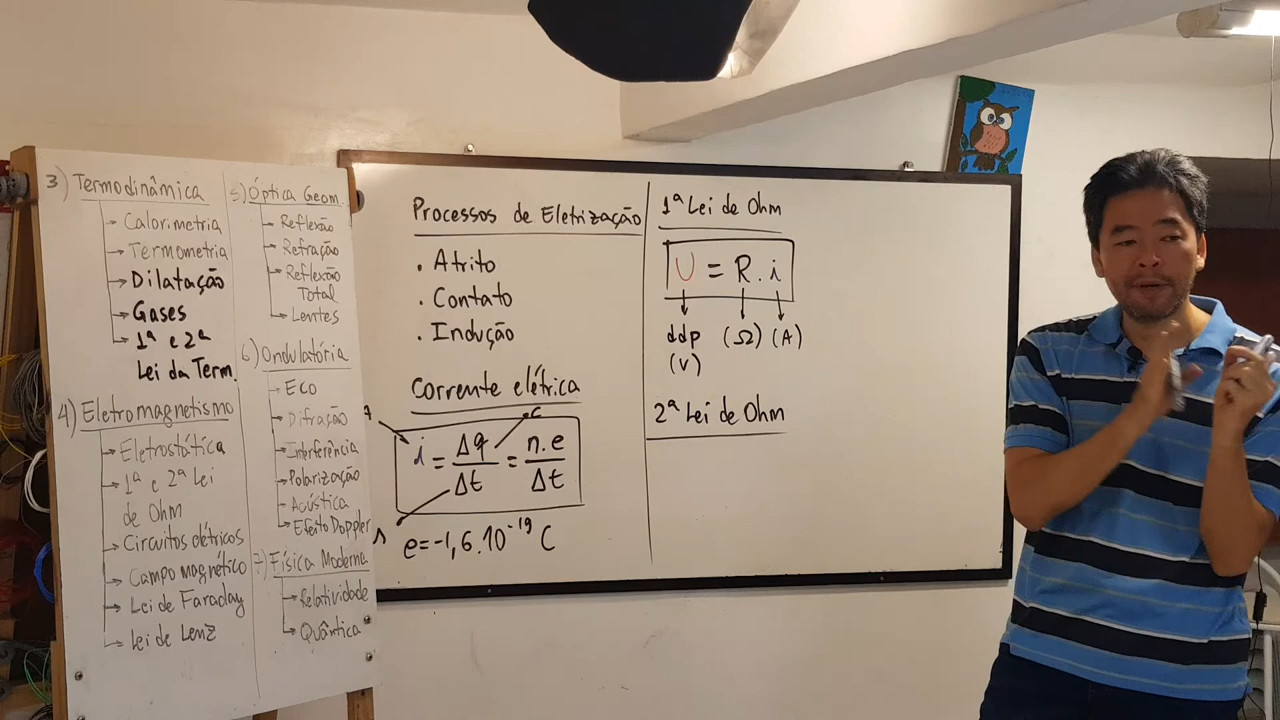 3) Termodinâmica
Calorimetria
Termometria
Dilatação
Gases
1ª e 2ª
Lei da Term.
4) Eletromagnetismo
Eletrostática
1ª e 2ª Lei
de Ohm
Circuitos elétricos
Campo magnético
Lei de Faraday
Lei de Lenz
5) Óptica Geom.
Reflexão
Refração
Reflexão
Total
Lentes
6) Ondulatória
Eco
Difração
Interferência
Polarização
Acústica
Efeito Doppler
7) Física Moderna
Relatividade
Quântica
Processos de Eletrização
. Atrito
. Contato
. Indução
Corrente elétrica
C
i = Δq/Δt = n.e/Δt
e=-1,6.10⁻¹⁹ C
1ª Lei de Ohm
U = R.i
ddp (Ω) (A)
(V)
2ª Lei de Ohm